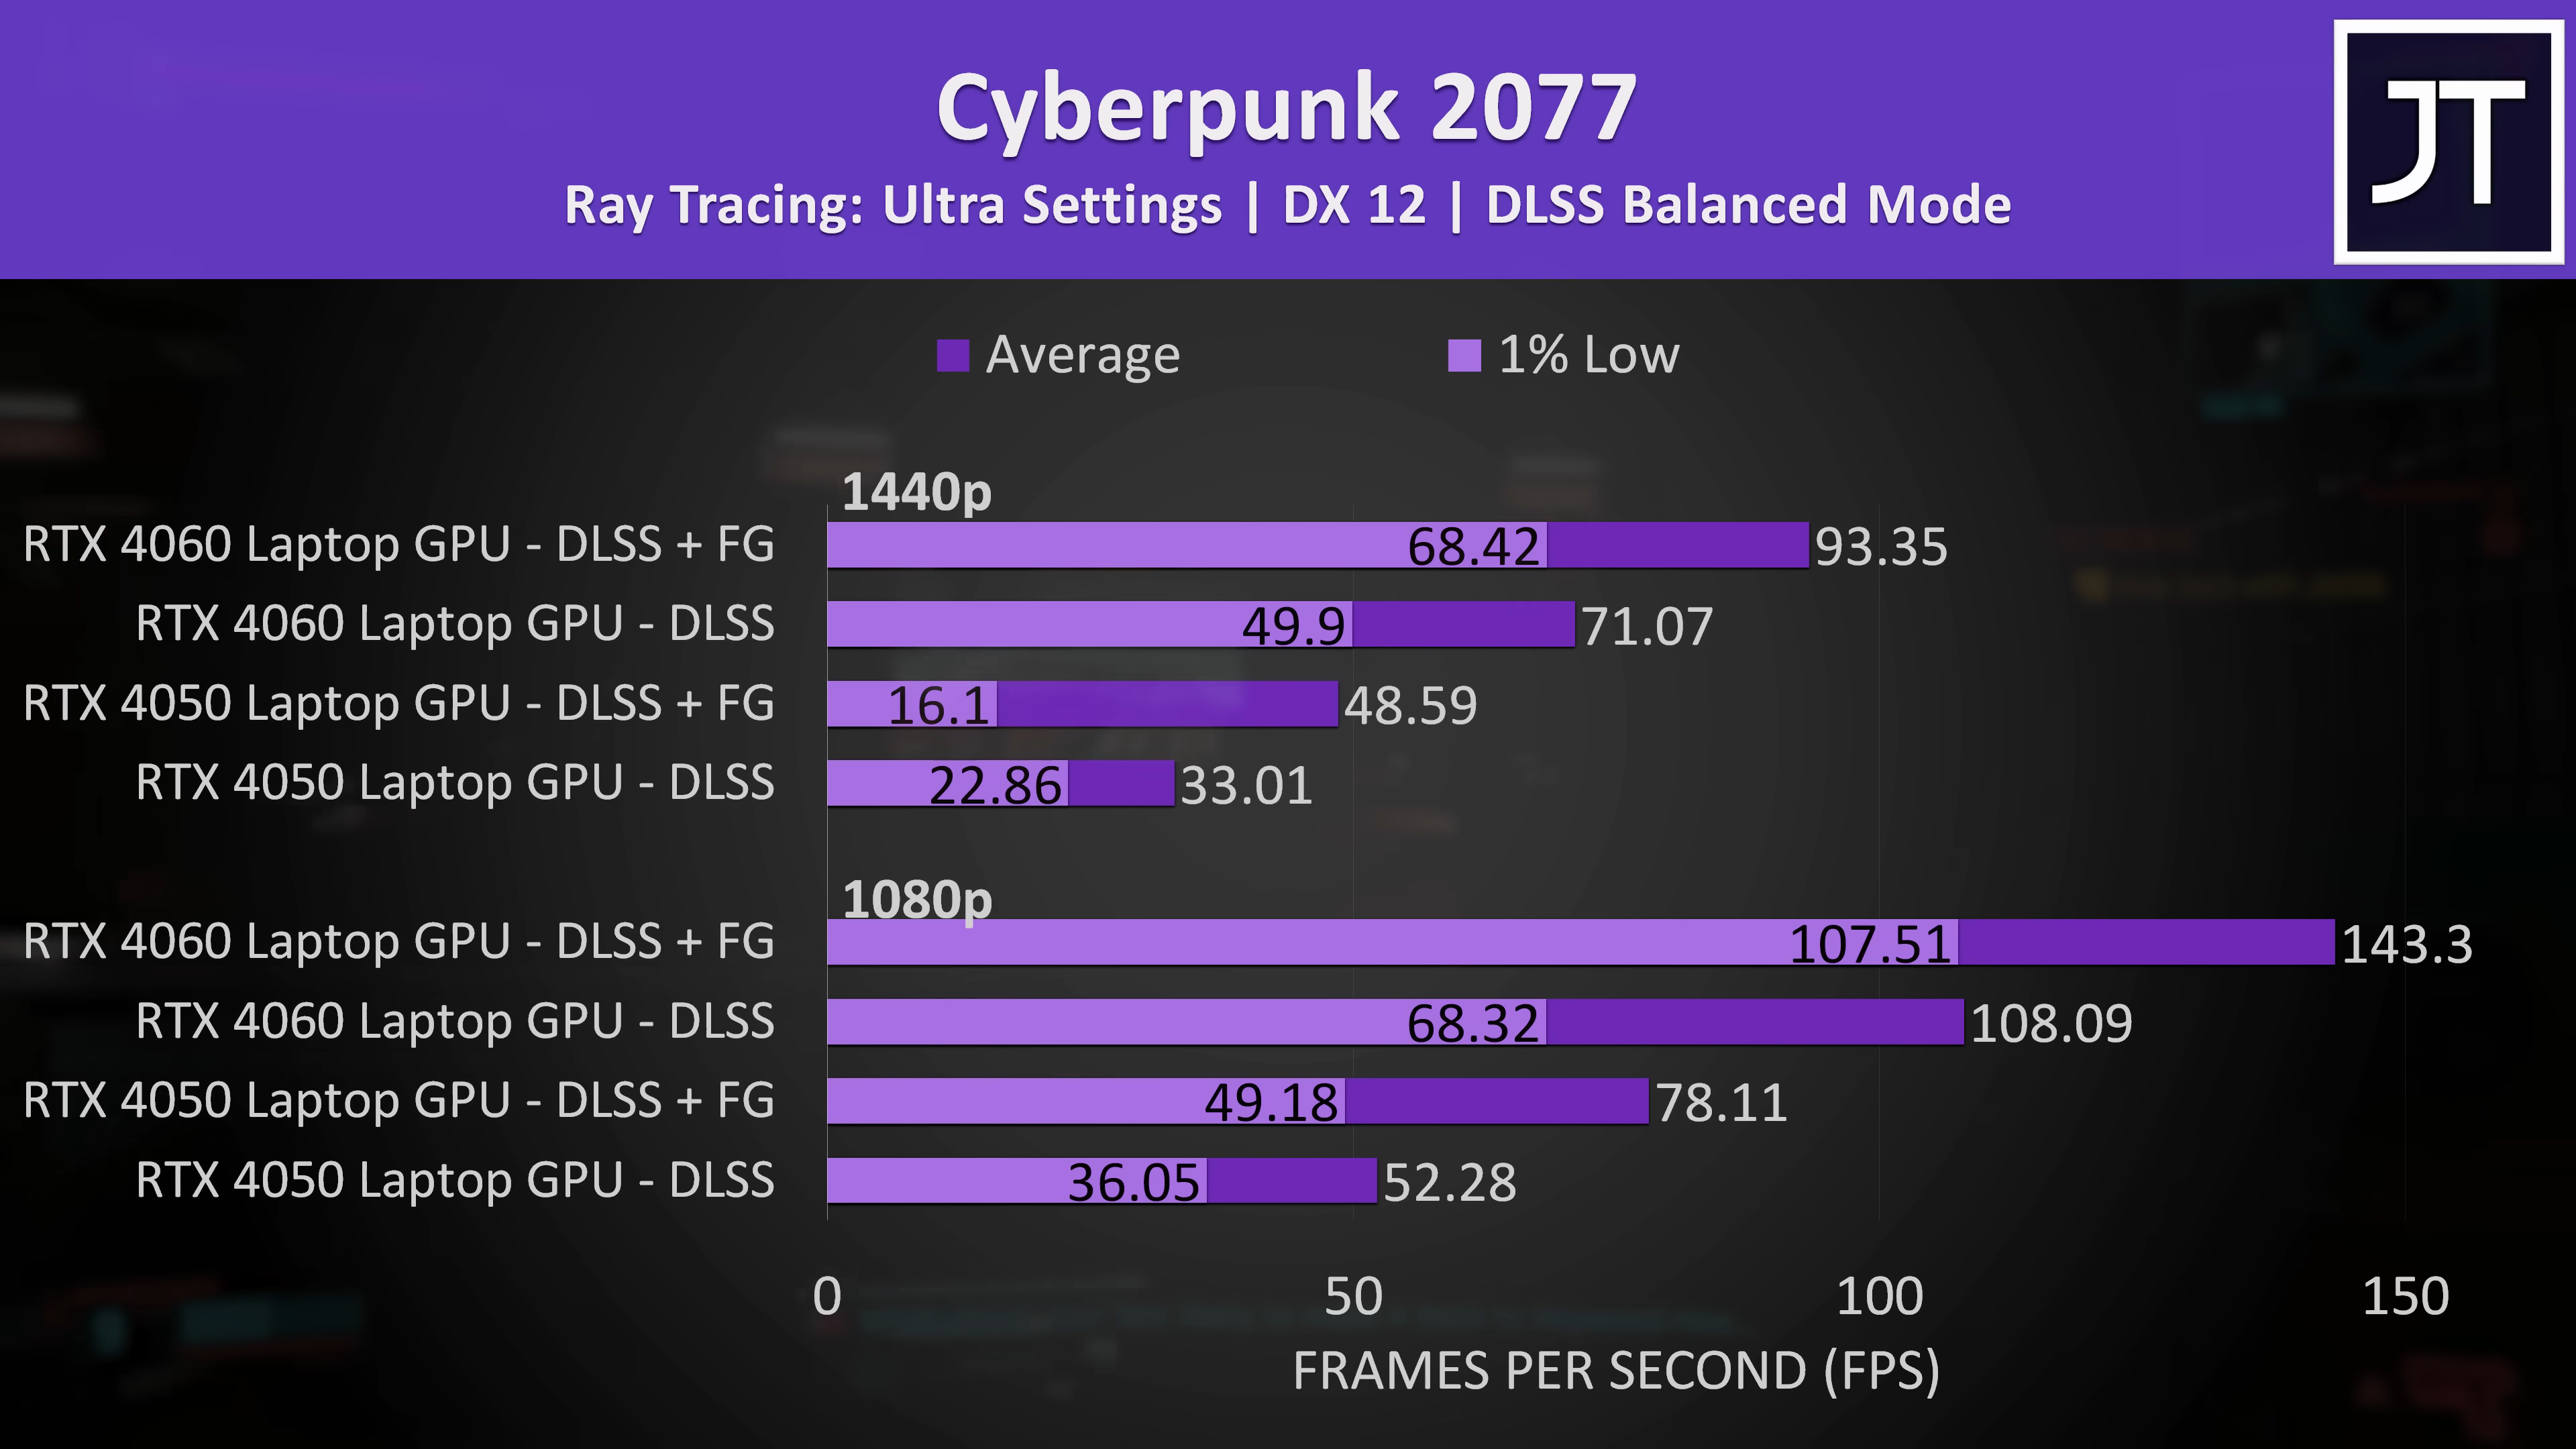 Cyberpunk 2077
Ray Tracing: Ultra Settings | DX 12 | DLSS Balanced Mode
JT
Average 1% Low
1440p
RTX 4060 Laptop GPU - DLSS + FG 68.42 93.35
RTX 4060 Laptop GPU - DLSS 49.9 71.07
RTX 4050 Laptop GPU - DLSS + FG 16.1 48.59
RTX 4050 Laptop GPU - DLSS 22.86 33.01
1080p
RTX 4060 Laptop GPU - DLSS + FG 107.51 143.3
RTX 4060 Laptop GPU - DLSS 68.32 108.09
RTX 4050 Laptop GPU - DLSS + FG 49.18 78.11
RTX 4050 Laptop GPU - DLSS 36.05 52.28
0 50 100 150
FRAMES PER SECOND (FPS)